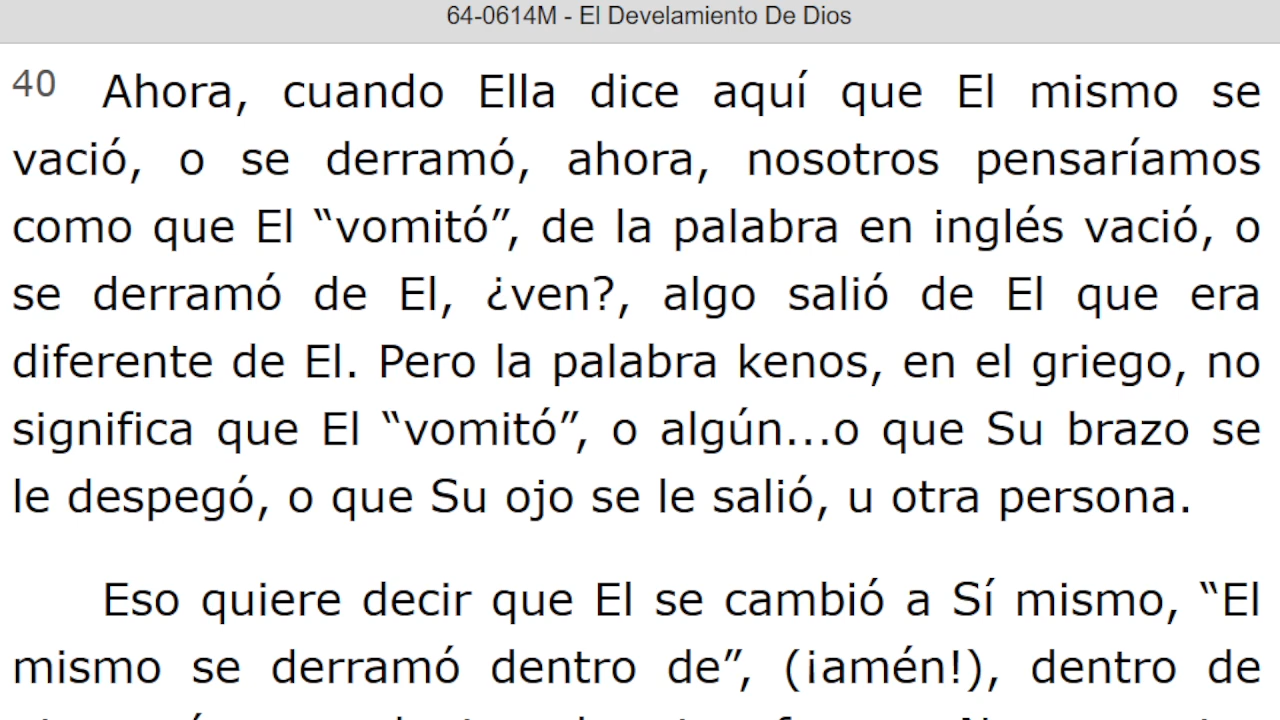 64-0614M - El Develamiento De Dios
40 Ahora, cuando Ella dice aquí que El mismo se
vació, o se derramó, ahora, nosotros pensaríamos
como que El “vomitó”, de la palabra en inglés vació, o
se derramó de El, ¿ven?, algo salió de El que era
diferente de El. Pero la palabra kenos, en el griego, no
significa que El “vomitó”, o algún...o que Su brazo se
le despegó, o que Su ojo se le salió, u otra persona.
Eso quiere decir que El se cambió a Sí mismo, “El
mismo se derramó dentro de”, (¡amén!), dentro de